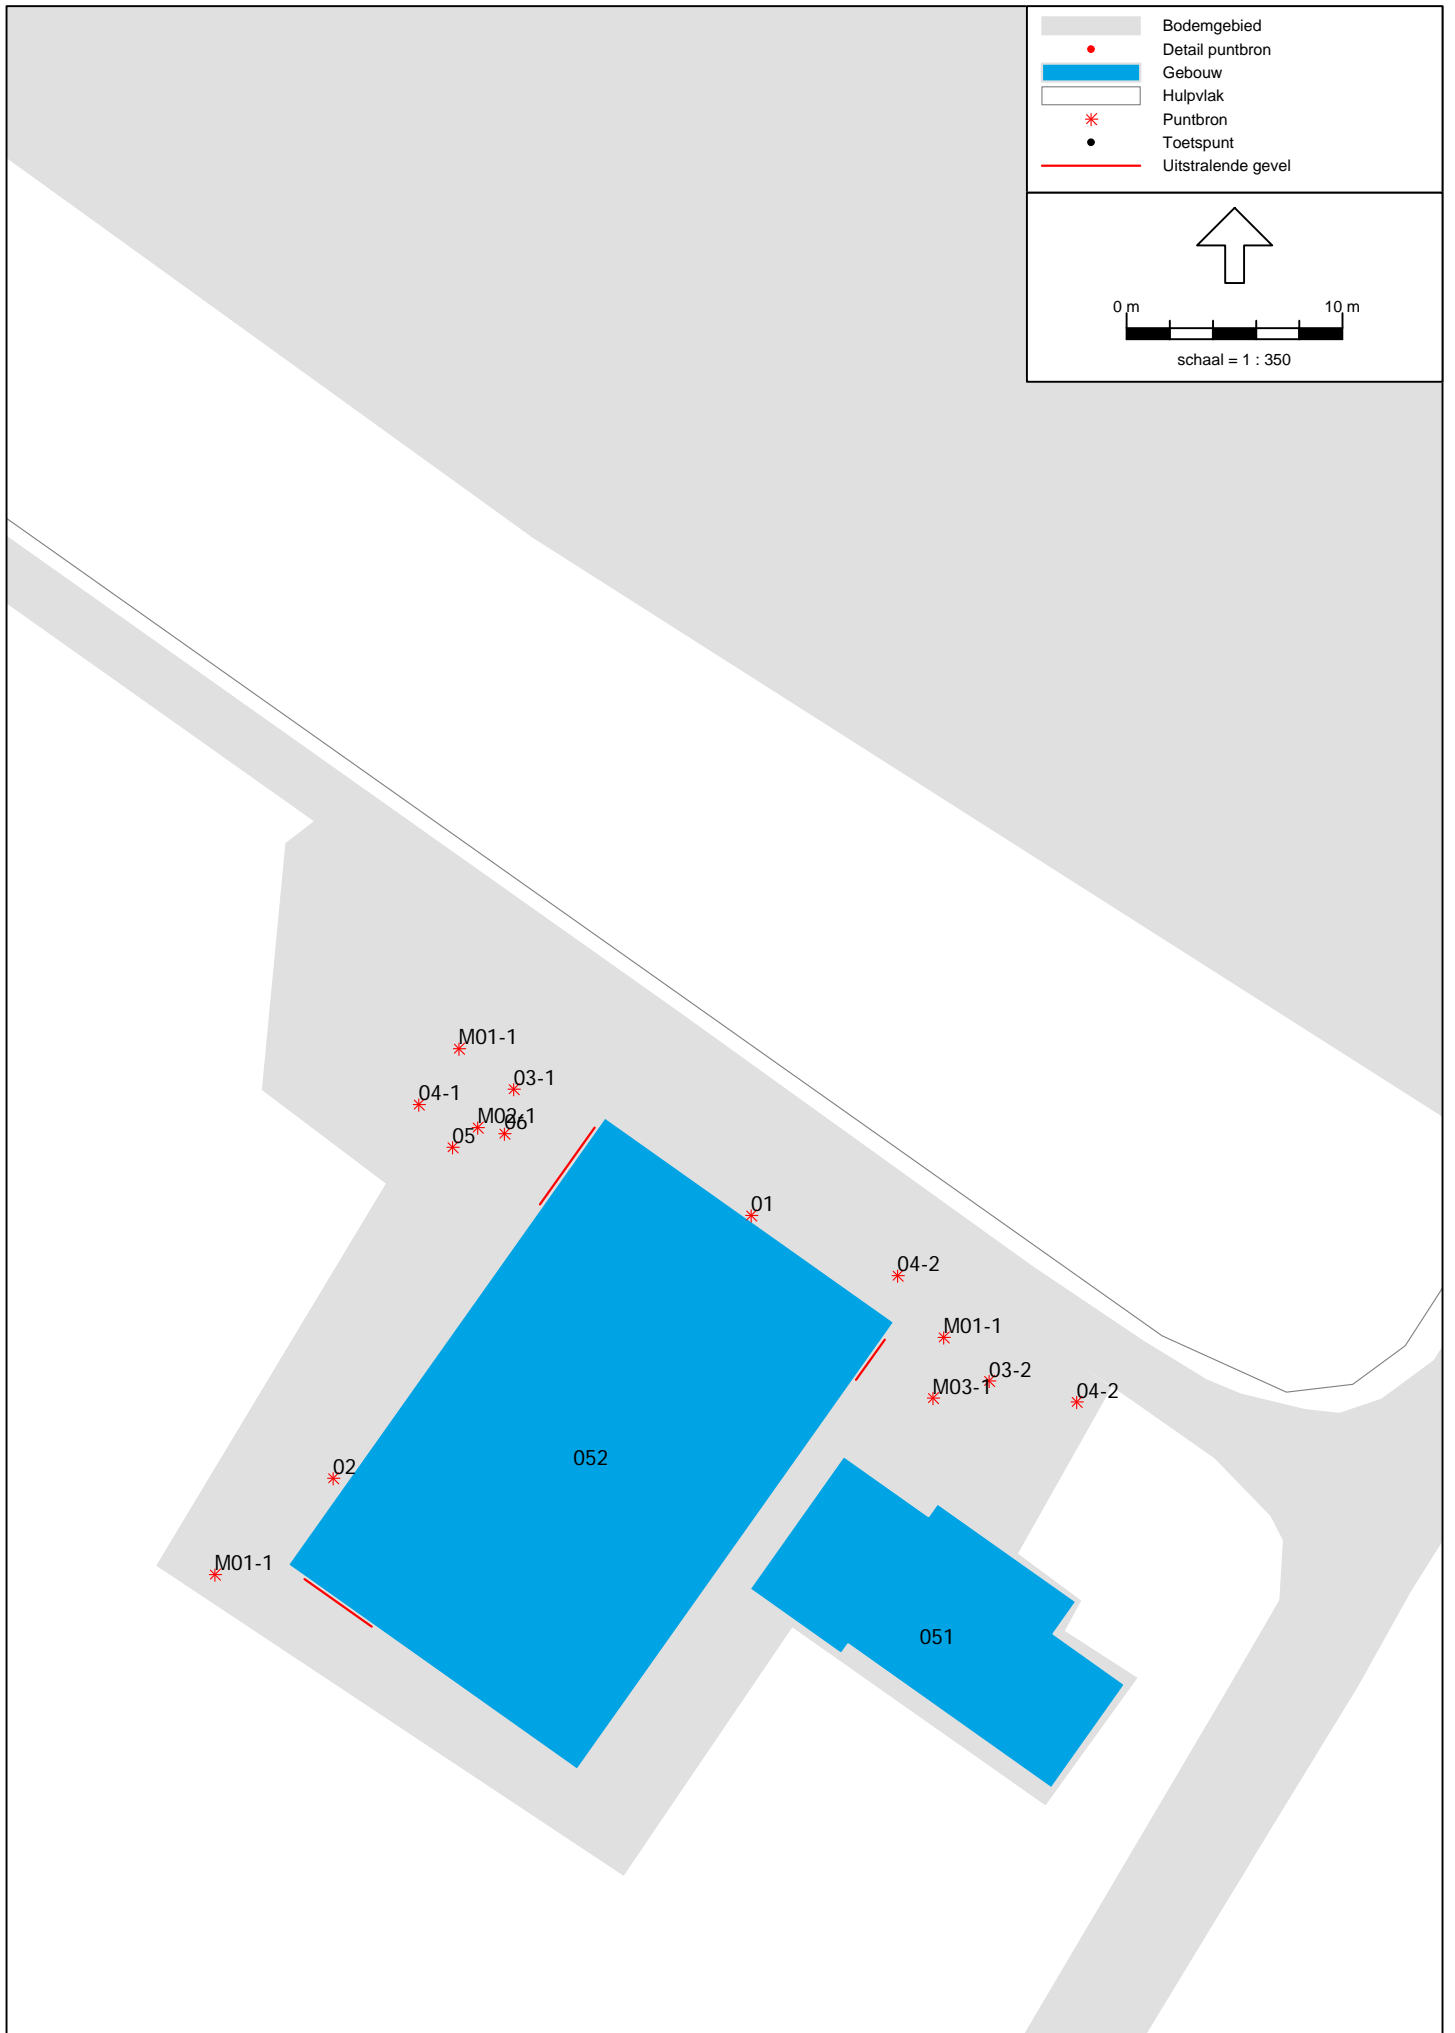 Bodemgebied
Detail puntbron
Gebouw
Hulpvlak
Puntbron
Toetspunt
Uitstralende gevel
0 m 10 m
schaal = 1 : 350
M01-1
03-1
04-1
M02-1
06
05
01
04-2
M01-1
03-2
M03-1
04-2
052
02
M01-1
051